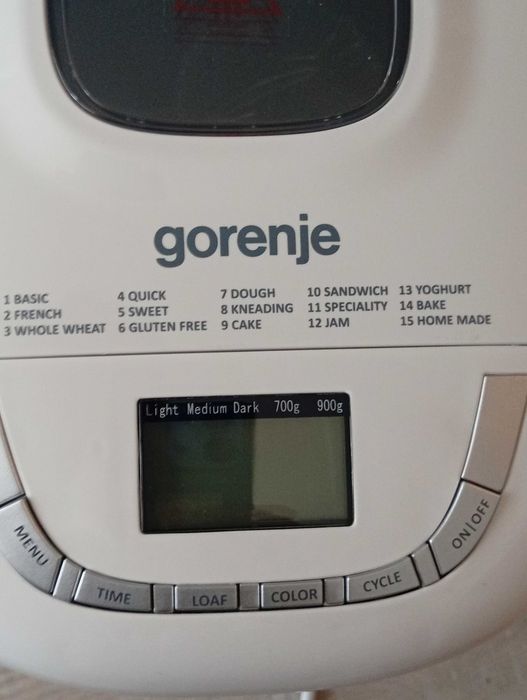 gorenje
1 BASIC 4 QUICK 7 DOUGH 10 SANDWICH 13 YOGHURT
2 FRENCH 5 SWEET 8 KNEADING 11 SPECIALITY 14 BAKE
3 WHOLE WHEAT 6 GLUTEN FREE 9 CAKE 12 JAM 15 HOME MADE
Light Medium Dark 700g 900g
MENU TIME LOAF COLOR CYCLE ON|OFF